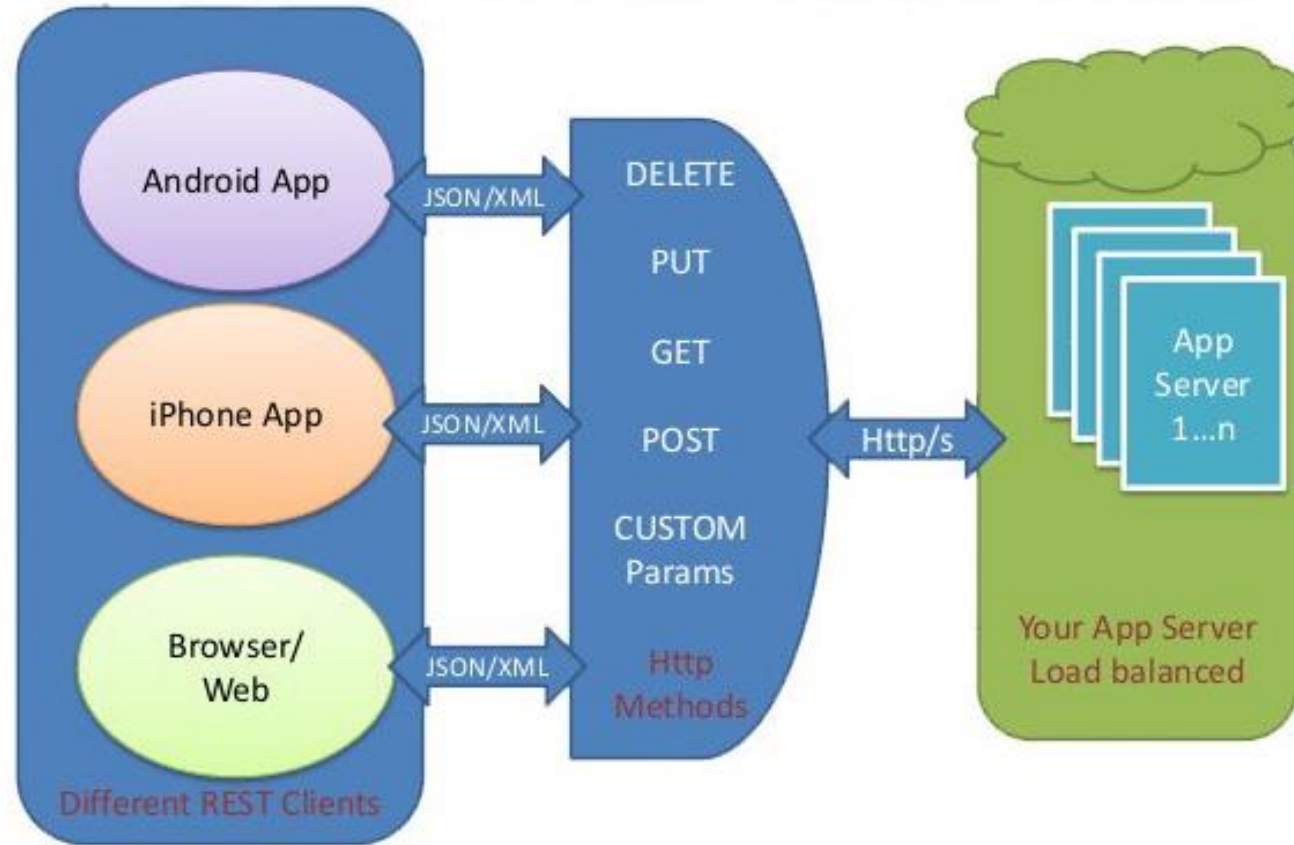 Android App
JSON/XML
iPhone App
JSON/XML
Browser/
Web
JSON/XML
Different REST Clients
DELETE
PUT
GET
POST
CUSTOM
Params
Http
Methods
Http/s
App
Server
1...n
Your App Server
Load balanced